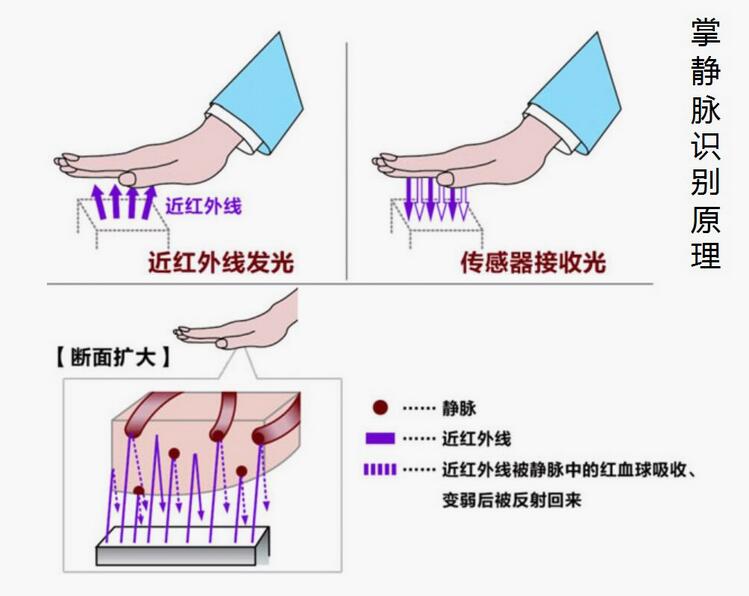 掌静脉识别原理
近红外线
近红外线发光
传感器接收光
【断面扩大】
●……静脉
……近红外线
……近红外线被静脉中的红血球吸收、
变弱后被反射回来